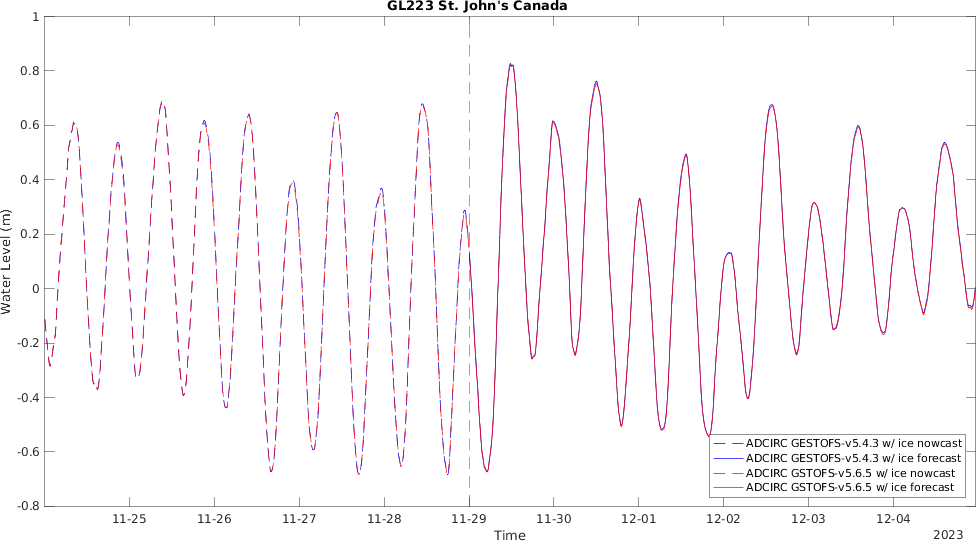 GL223 St. John's Canada
1
0.8
0.6
0.4
0.2
0
-0.2
-0.4
-0.6
-0.8
Water Level (m)
ADCIRC GESTOFS-v5.4.3 w/ ice nowcast
ADCIRC GESTOFS-v5.4.3 w/ ice forecast
ADCIRC GSTOFS-v5.6.5 w/ ice nowcast
ADCIRC GSTOFS-v5.6.5 w/ ice forecast
11-25 11-26 11-27 11-28 11-29 11-30 12-01 12-02 12-03 12-04
Time
2023